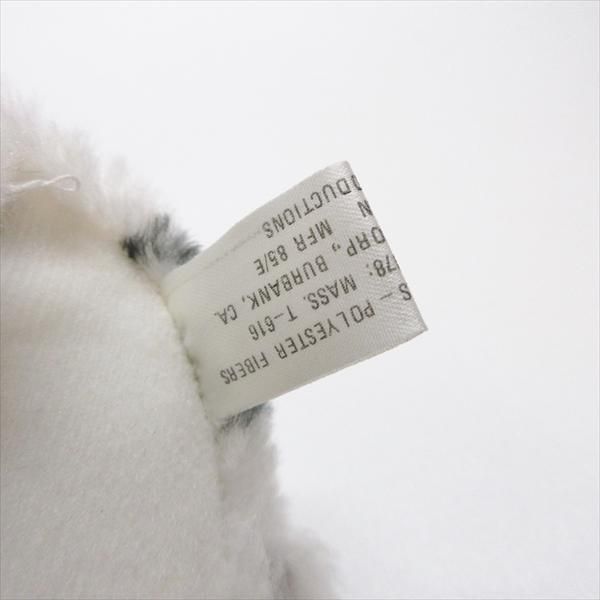 S — POLYESTER FIBERS
78: MASS. T-616
ORP., BURBANK, CA.
N MFR 85/E
ODUCTIONS